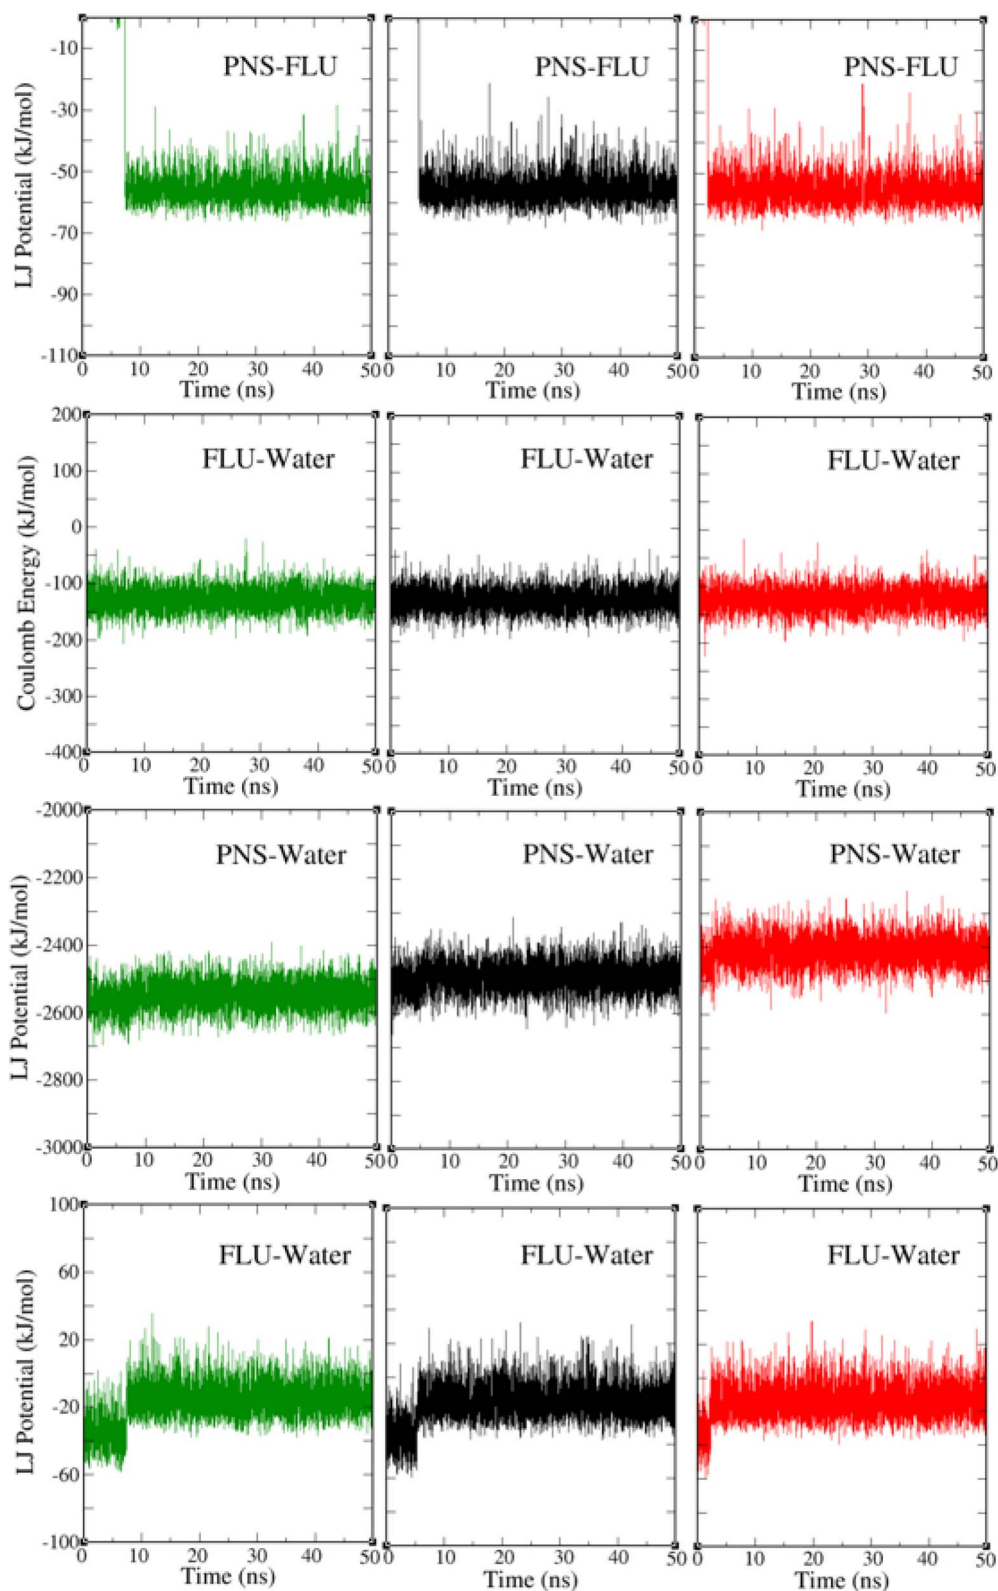 PNS-FLU PNS-FLU PNS-FLU
LJ Potential (kJ/mol)
-10
-30
-50
-70
-90
-110
0 10 20 30 40 50 0 10 20 30 40 50 0 10 20 30 40 50
Time (ns) Time (ns) Time (ns)
FLU-Water FLU-Water FLU-Water
Coulomb Energy (kJ/mol)
200
100
0
-100
-200
-300
-400
0 10 20 30 40 50 0 10 20 30 40 50 0 10 20 30 40 50
Time (ns) Time (ns) Time (ns)
PNS-Water PNS-Water PNS-Water
LJ Potential (kJ/mol)
-2000
-2200
-2400
-2600
-2800
-3000
0 10 20 30 40 50 0 10 20 30 40 50 0 10 20 30 40 50
Time (ns) Time (ns) Time (ns)
FLU-Water FLU-Water FLU-Water
LJ Potential (kJ/mol)
100
60
20
-20
-60
-100
0 10 20 30 40 50 0 10 20 30 40 50 0 10 20 30 40 50
Time (ns) Time (ns) Time (ns)